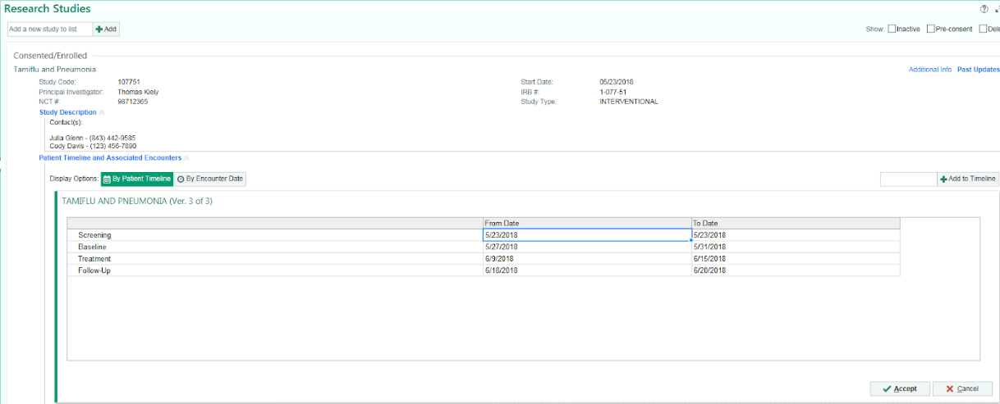 Research Studies
Add a new study to list Add
Show: Inactive Pre-consent
Consented/Enrolled
Tamiflu and Pneumonia Additional Info Past Updates
Study Code: 107751 Start Date: 05/23/2018
Principal Investigator: Thomas Kiely IRB #: 1-077-51
NCT #: 98712365 Study Type: INTERVENTIONAL
Study Description
Contact(s):
Julia Glenn - (843) 442-9585
Cody Davis - (123) 456-7890
Patient Timeline and Associated Encounters
Display Options: By Patient Timeline By Encounter Date Add to Timeline
TAMIFLU AND PNEUMONIA (Ver. 3 of 3)
From Date To Date
Screening 5/23/2018 5/23/2018
Baseline 5/27/2018 5/31/2018
Treatment 6/9/2018 6/15/2018
Follow-Up 6/18/2018 6/20/2018
Accept Cancel